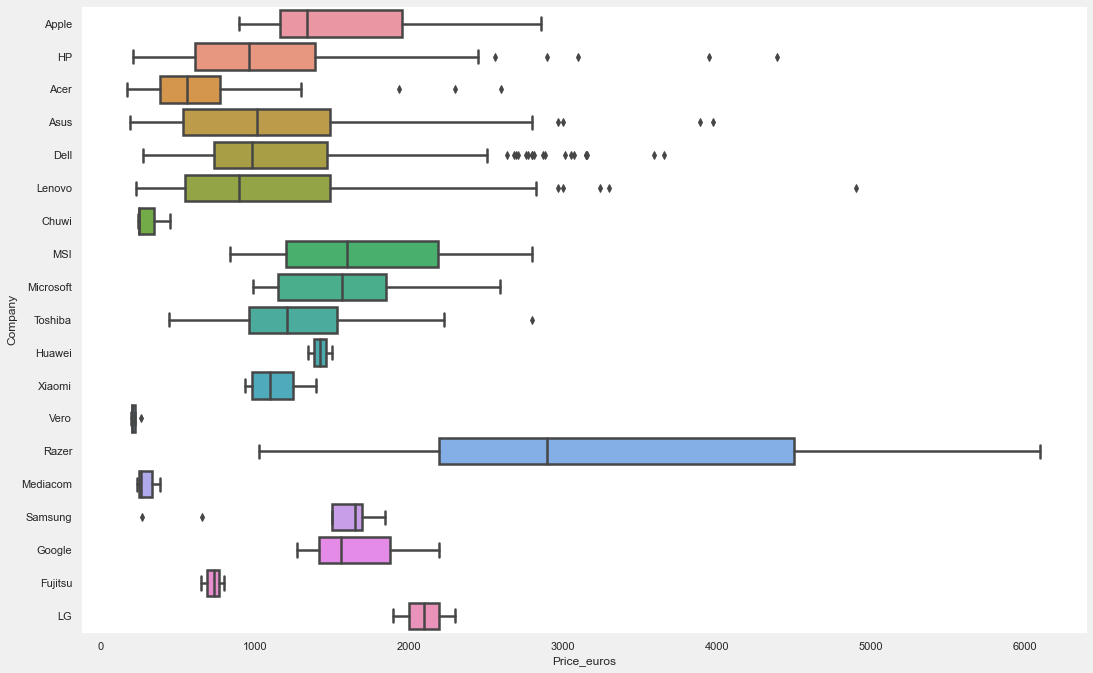 Apple
HP
Acer
Asus
Dell
Lenovo
Chuwi
MSI
Microsoft
Toshiba
Huawei
Xiaomi
Vero
Razer
Mediacom
Samsung
Google
Fujitsu
LG
Company
0 1000 2000 3000 4000 5000 6000
Price_euros